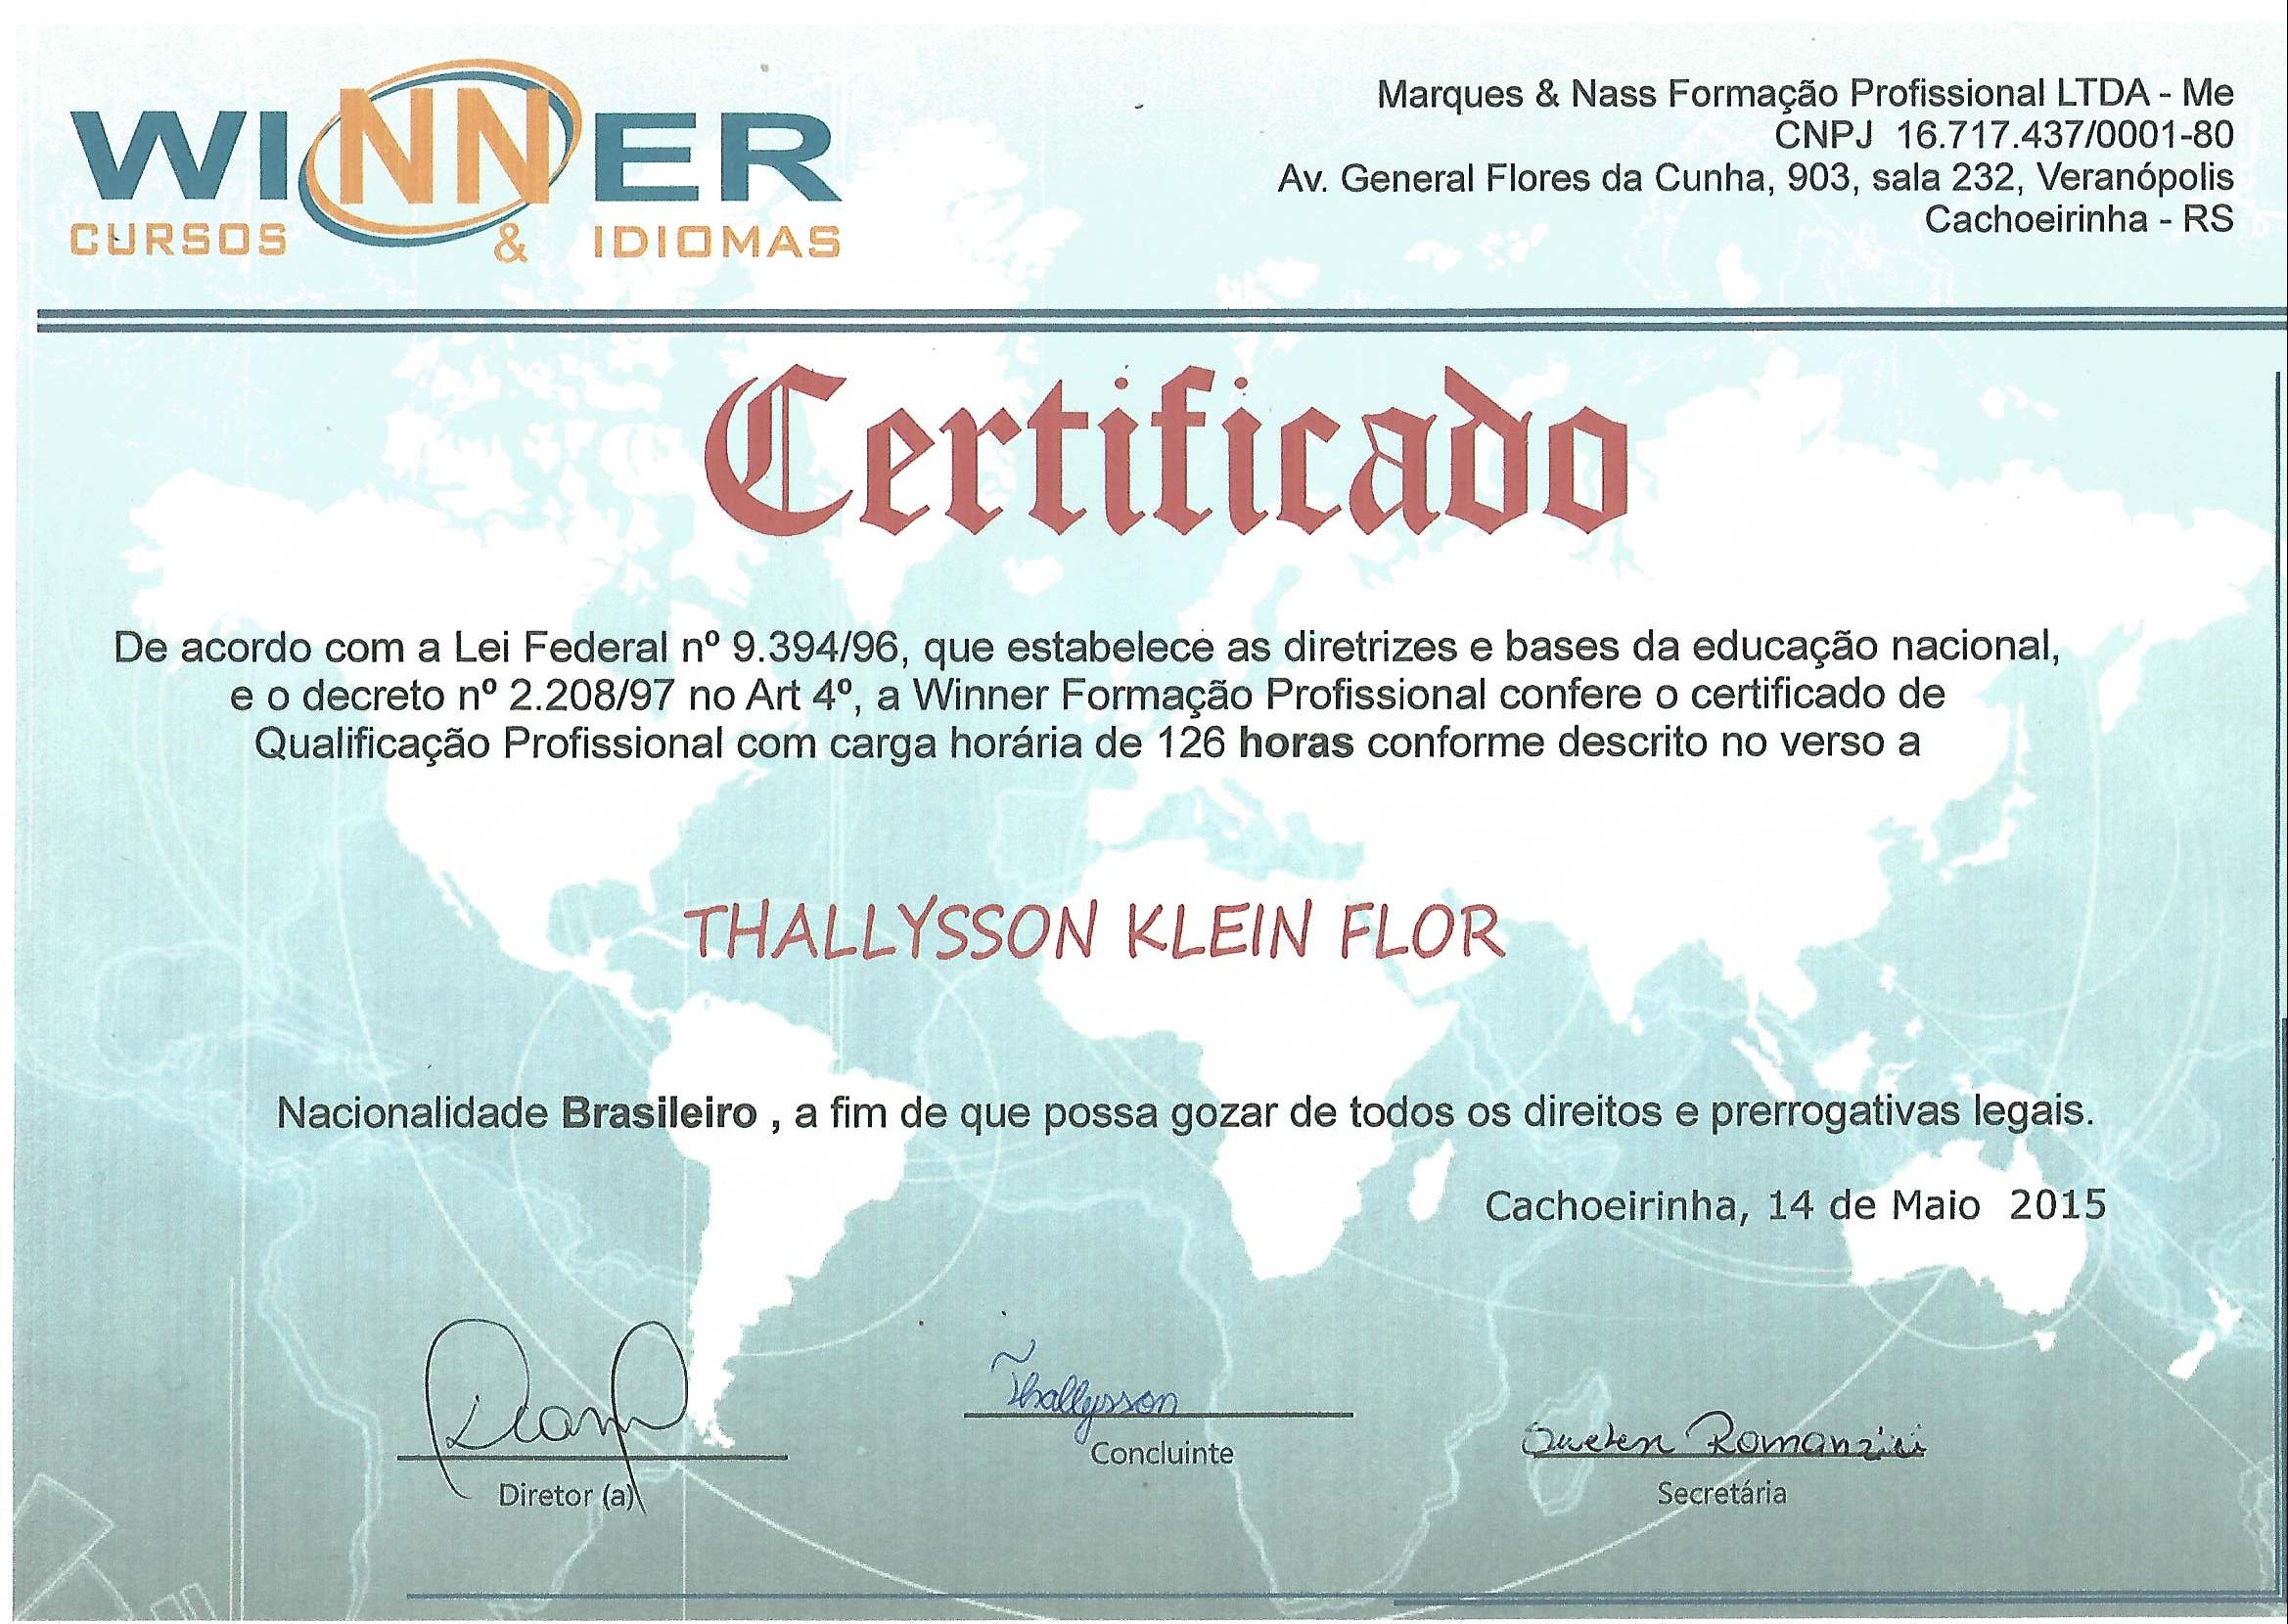 WINNER
CURSOS & IDIOMAS
Marques & Nass Formação Profissional LTDA - Me
CNPJ 16.717.437/0001-80
Av. General Flores da Cunha, 903, sala 232, Veranópolis
Cachoeirinha - RS
Certificado
De acordo com a Lei Federal nº 9.394/96, que estabelece as diretrizes e bases da educação nacional,
e o decreto nº 2.208/97 no Art 4º, a Winner Formação Profissional confere o certificado de
Qualificação Profissional com carga horária de 126 horas conforme descrito no verso a
THALLYSSON KLEIN FLOR
Nacionalidade Brasileiro , a fim de que possa gozar de todos os direitos e prerrogativas legais.
Cachoeirinha, 14 de Maio 2015
Thallysson
Romanzini
Diretor (a)
Concluinte
Secretária